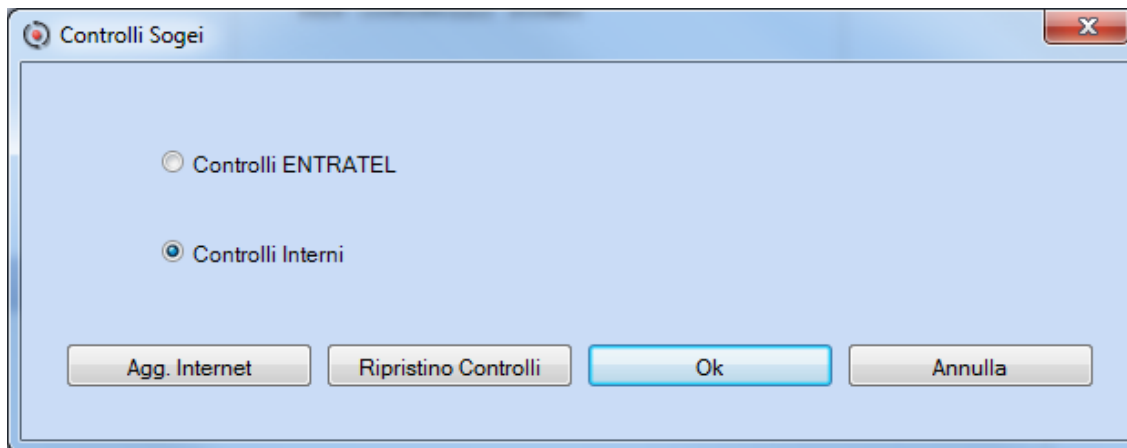 Controlli Sogei
Controlli ENTRATEL
Controlli Interni
Agg. Internet
Ripristino Controlli
Ok
Annulla